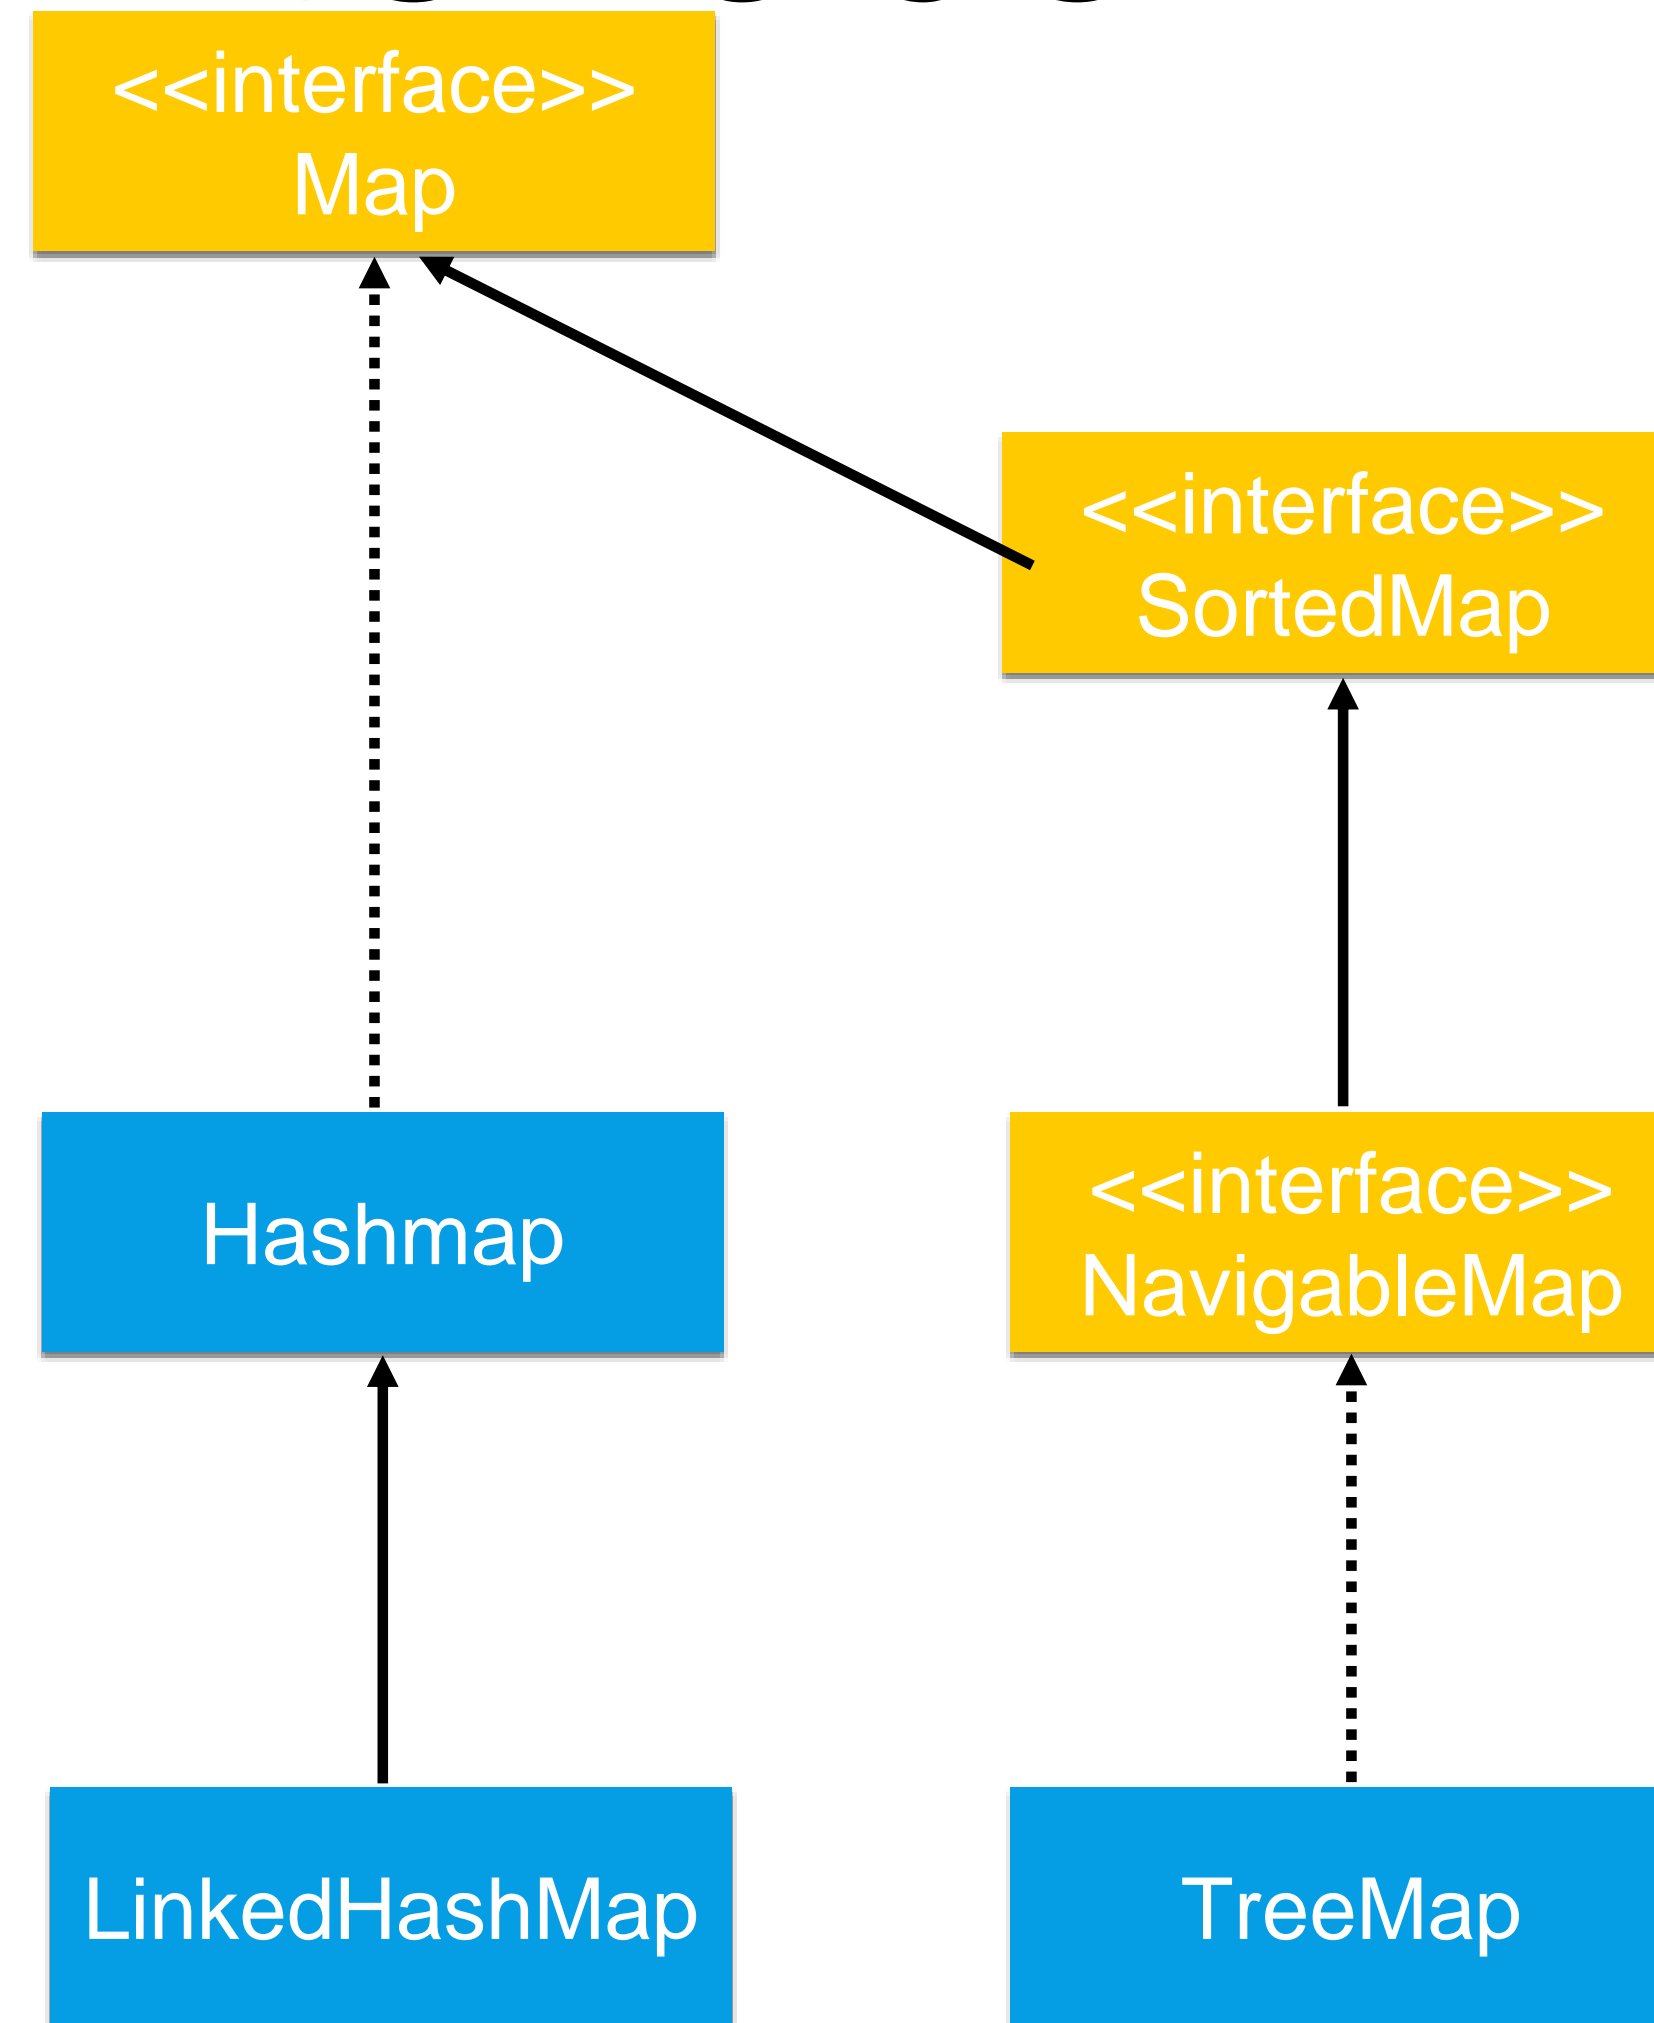 <<interface>>
Map
<<interface>>
SortedMap
Hashmap
<<interface>>
NavigableMap
LinkedHashMap
TreeMap